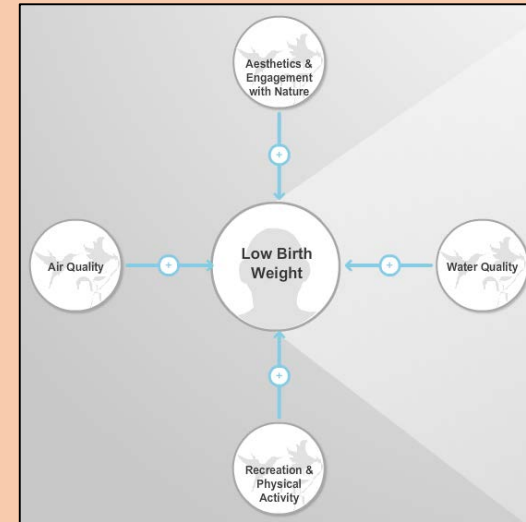 Aesthetics &
Engagement
with Nature
+
Air Quality
+
Low Birth
Weight
+
Water Quality
+
Recreation &
Physical
Activity